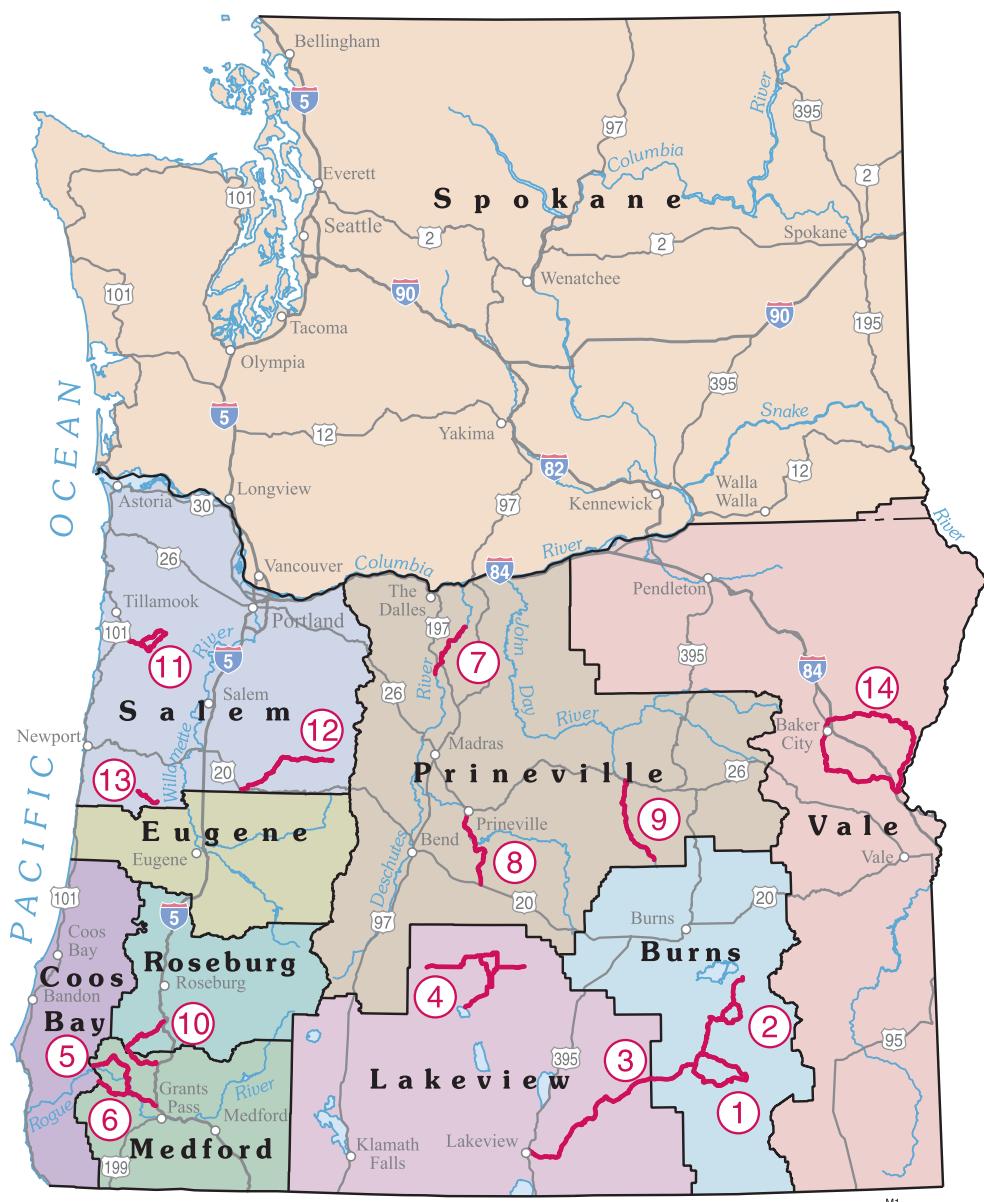 Bellingham
5
97
395
River
Columbia
2
Everett
101
Spokane
Seattle
2
2
Spokane
Wenatchee
101
90
90
Tacoma
195
Olympia
395
OCEAN
5
Snake
12
Yakima
82
12
Walla
Walla
Kennewick
Longview
Astoria
30
97
River
River
26
Vancouver
Columbia
84
The
Dalles
Pendleton
Tillamook
Portland
101
River
197
John
7
11
5
River
395
84
14
Salem
Day
26
Salem
12
River
Baker
City
Newport
Madras
Willamette
20
Prineville
26
13
Prineville
9
Vale
Eugene
Bend
Eugene
8
Vale
PACIFIC
Deschutes
101
20
20
5
97
Burns
Coos
Bay
Roseburg
Burns
Coos
Roseburg
4
Bandon
Bay
10
2
5
3
395
95
Lakeview
Grants
Pass
River
Rogue
6
1
Medford
Medford
Lakeview
Klamath
Falls
199